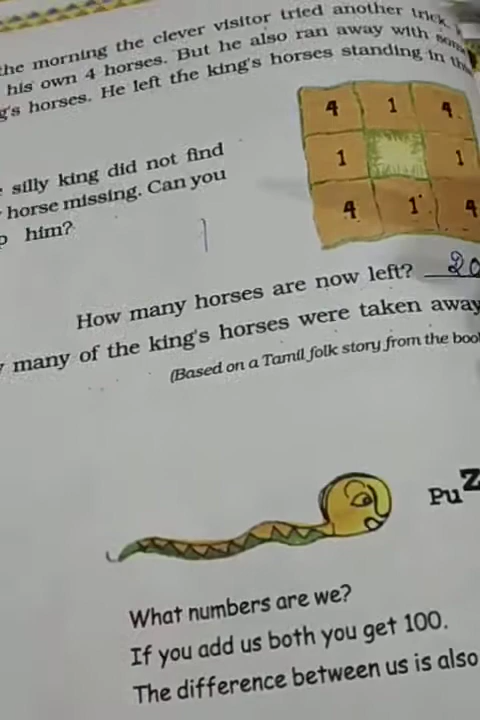 the morning the clever visitor tried another trick.
his own 4 horses. But he also ran away with some
g's horses. He left the king's horses standing in th
4 1 4
silly king did not find
1 1
horse missing. Can you
him?
4 1 4
How many horses are now left? 20
many of the king's horses were taken away
(Based on a Tamil folk story from the boo
Puz
What numbers are we?
If you add us both you get 100.
The difference between us is also